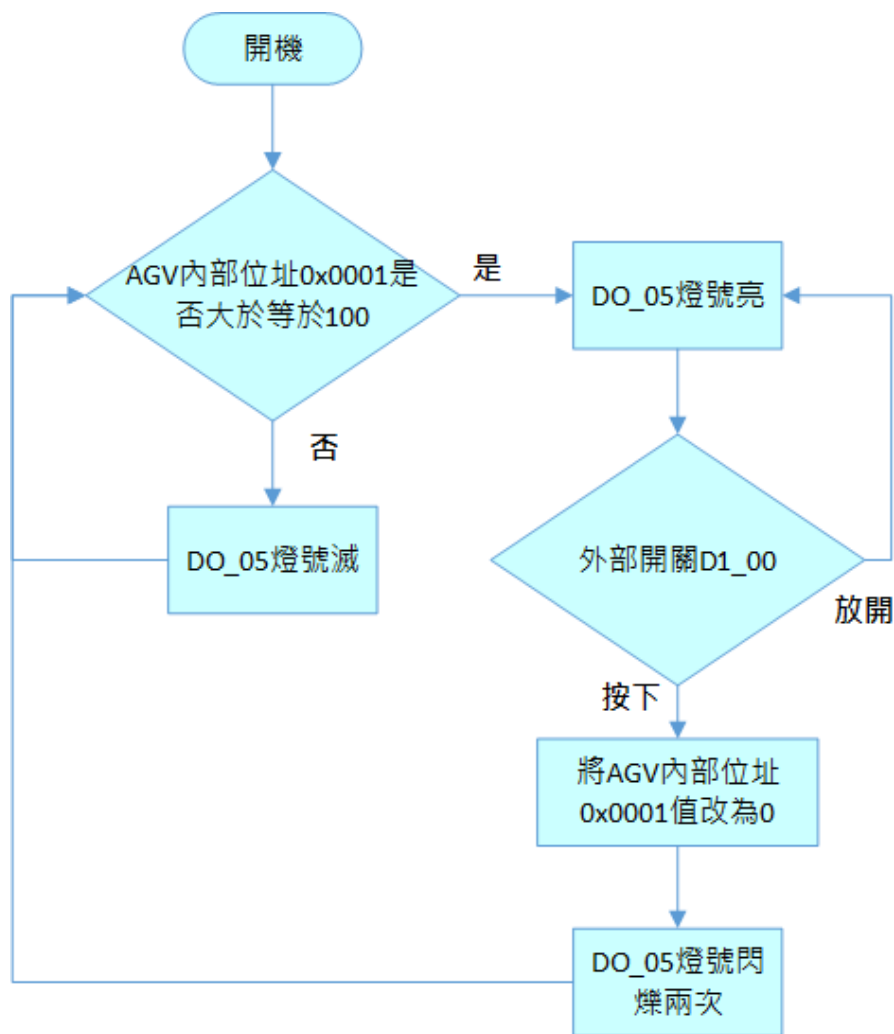 開機
AGV內部位址0x0001是
否大於等於100
是
DO_05燈號亮
否
DO_05燈號滅
外部開關D1_00
放開
按下
將AGV內部位址
0x0001值改為0
DO_05燈號閃
爍兩次